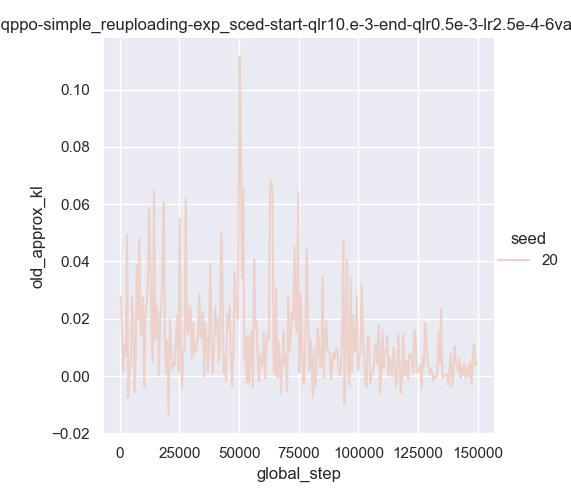 qppo-simple_reuploading-exp_sced-start-qlr10.e-3-end-qlr0.5e-3-lr2.5e-4-6va
0.10
0.08
0.06
0.04
0.02
0.00
−0.02
old_approx_kl
0 25000 50000 75000 100000 125000 150000
global_step
seed
20